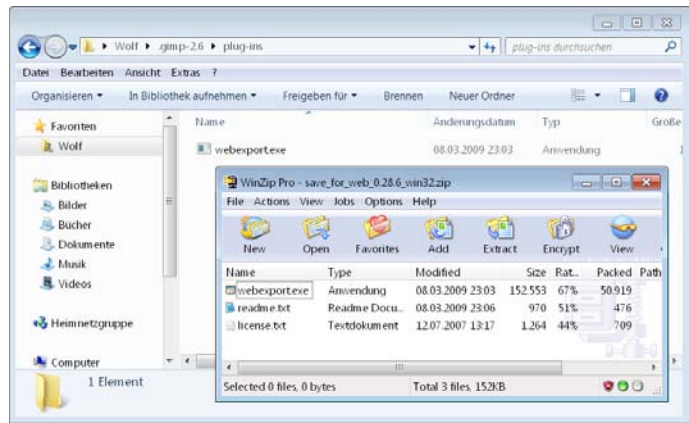 Wolf ▸ .gimp-2.6 ▸ plug-ins
plug-ins durchsuchen
Datei Bearbeiten Ansicht Extras ?
Organisieren In Bibliothek aufnehmen Freigeben für Brennen Neuer Ordner
Favoriten
Wolf
Bibliotheken
Bilder
Bücher
Dokumente
Musik
Videos
Heimnetzgruppe
Computer
Name Änderungsdatum Typ Größe
webexport.exe 08.03.2009 23:03 Anwendung 1
WinZip Pro - save_for_web_0.28.6_win32.zip
File Actions View Jobs Options Help
New Open Favorites Add Extract Encrypt View
Name Type Modified Size Rat... Packed Path
webexport.exe Anwendung 08.03.2009 23:03 152.553 67% 50.919
readme.txt Readme Docu... 08.03.2009 23:06 970 51% 476
license.txt Textdokument 12.07.2007 13:17 1.264 44% 709
Selected 0 files, 0 bytes Total 3 files, 152KB
1 Element